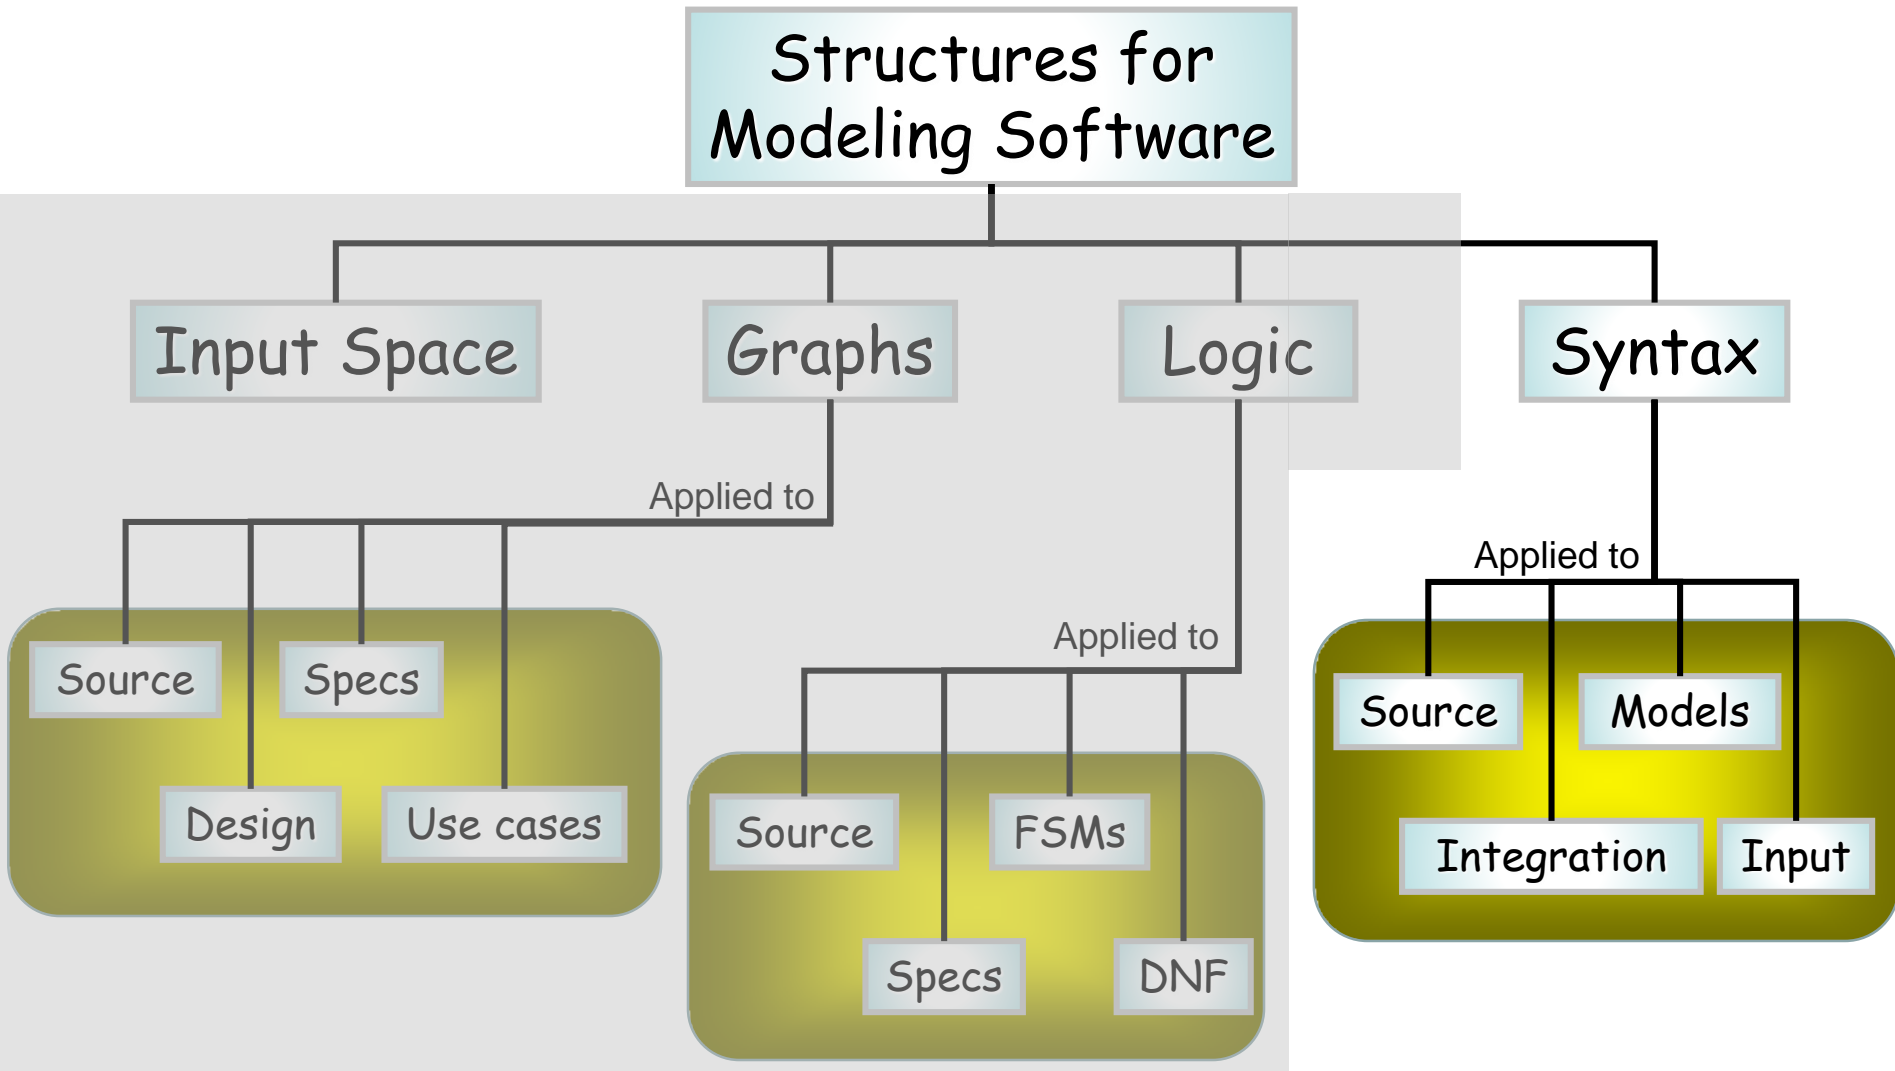 Structures for
Modeling Software
Input Space
Graphs
Logic
Syntax
Applied to
Source
Specs
Design
Use cases
Applied to
Source
FSMs
Specs
DNF
Applied to
Source
Models
Integration
Input